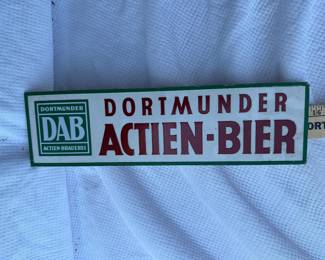 DORTMUNDER
DAB
ACTIEN-BRAUEREI
DORTMUNDER
ACTIEN-BIER